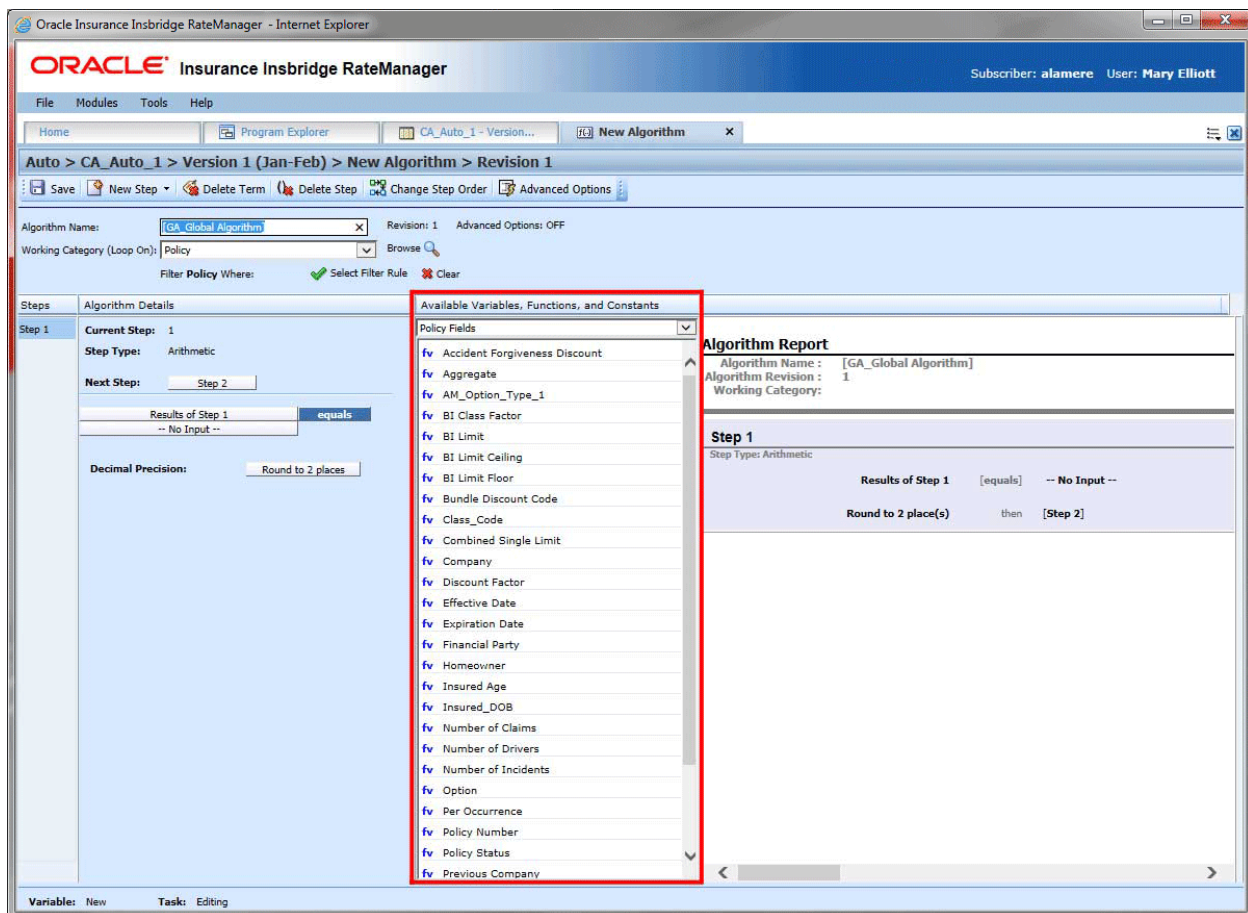 Oracle Insurance Insbridge RateManager - Internet Explorer
ORACLE Insurance Insbridge RateManager
Subscriber: alamere User: Mary Elliott
File Modules Tools Help
Home Program Explorer CA_Auto_1 - Version... New Algorithm x
Auto > CA_Auto_1 > Version 1 (Jan-Feb) > New Algorithm > Revision 1
Save New Step Delete Term Delete Step Change Step Order Advanced Options
Algorithm Name: [GA_Global Algorithm] Revision: 1 Advanced Options: OFF
Working Category (Loop On): Policy Browse
Filter Policy Where: Select Filter Rule Clear
Steps Algorithm Details Available Variables, Functions, and Constants
Step 1
Current Step: 1
Step Type: Arithmetic
Next Step: Step 2
Results of Step 1 equals
-- No Input --
Decimal Precision: Round to 2 places
Policy Fields
fv Accident Forgiveness Discount
fv Aggregate
fv AM_Option_Type_1
fv BI Class Factor
fv BI Limit
fv BI Limit Ceiling
fv BI Limit Floor
fv Bundle Discount Code
fv Class_Code
fv Combined Single Limit
fv Company
fv Discount Factor
fv Effective Date
fv Expiration Date
fv Financial Party
fv Homeowner
fv Insured Age
fv Insured_DOB
fv Number of Claims
fv Number of Drivers
fv Number of Incidents
fv Option
fv Per Occurrence
fv Policy Number
fv Policy Status
fv Previous Company
Algorithm Report
Algorithm Name : [GA_Global Algorithm]
Algorithm Revision : 1
Working Category:
Step 1
Step Type: Arithmetic
Results of Step 1 [equals] -- No Input --
Round to 2 place(s) then [Step 2]
Variable: New Task: Editing